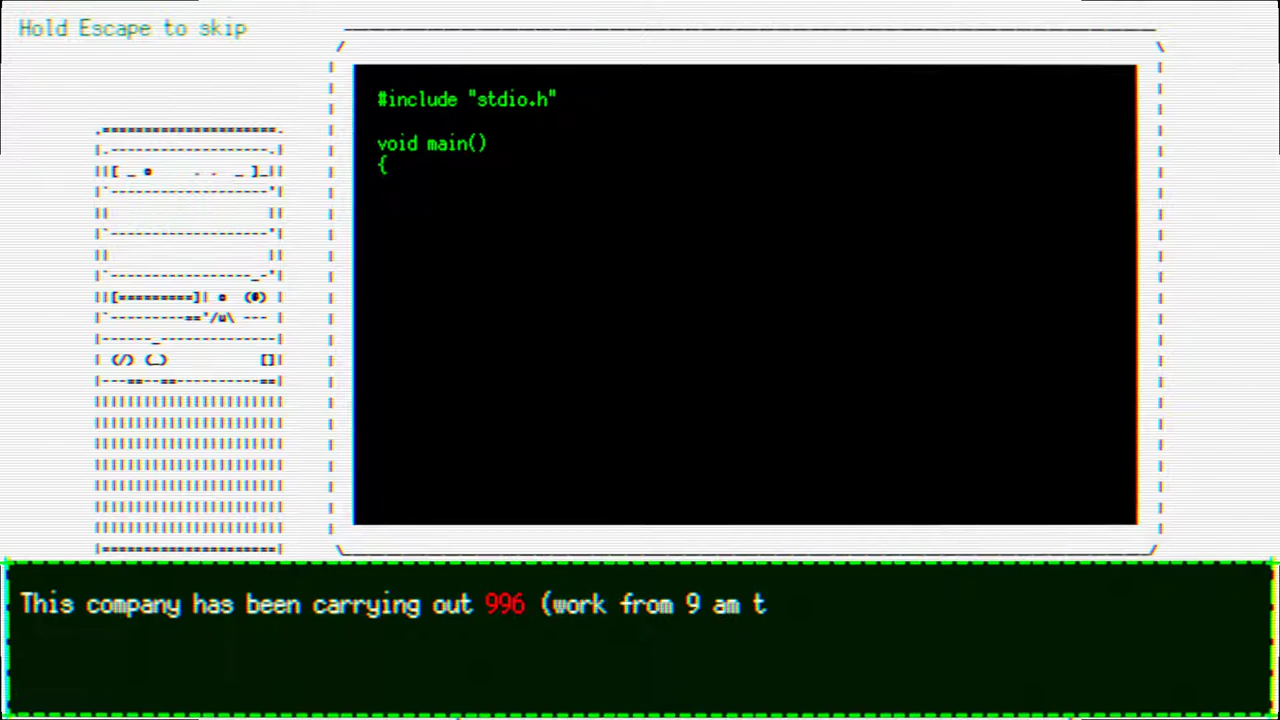 Hold Escape to skip
#include "stdio.h"
void main()
{
This company has been carrying out 996 (work from 9 am t